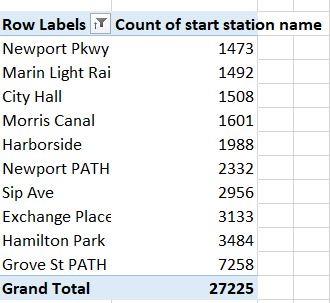 Row Labels Count of start station name
Newport Pkwy 1473
Marin Light Rai 1492
City Hall 1508
Morris Canal 1601
Harborside 1988
Newport PATH 2332
Sip Ave 2956
Exchange Place 3133
Hamilton Park 3484
Grove St PATH 7258
Grand Total 27225